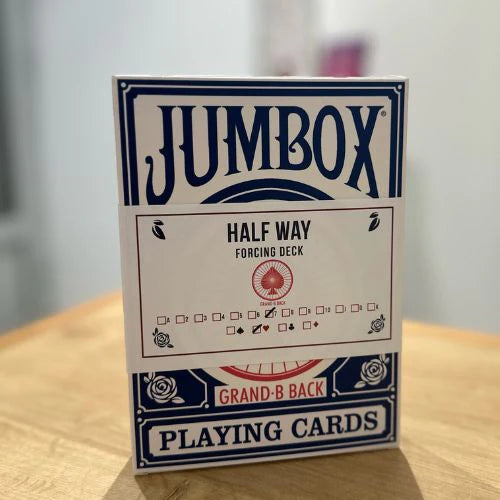 JUMBOX®
HALF WAY
FORCING DECK
GRAND-B BACK
A 2 3 4 5 6 7 8 9 10 J Q K
♠ ♥ ♣ ♦
GRAND·B BACK
PLAYING CARDS